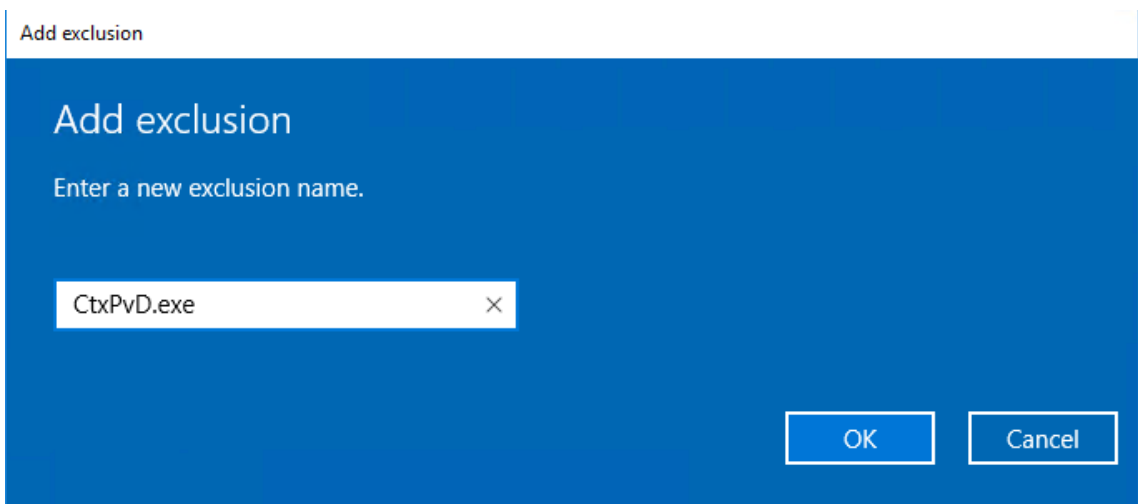 Add exclusion
Add exclusion
Enter a new exclusion name.
CtxPvD.exe
OK
Cancel